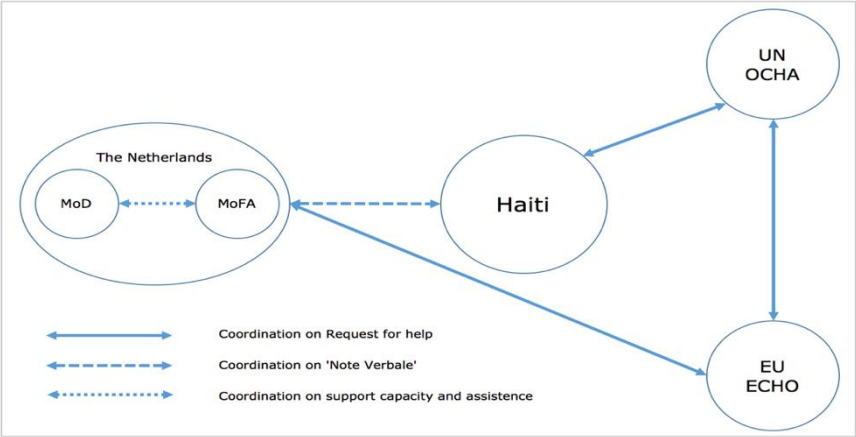 UN
OCHA
The Netherlands
MoD
MoFA
Haiti
Coordination on Request for help
Coordination on 'Note Verbale'
Coordination on support capacity and assistence
EU
ECHO